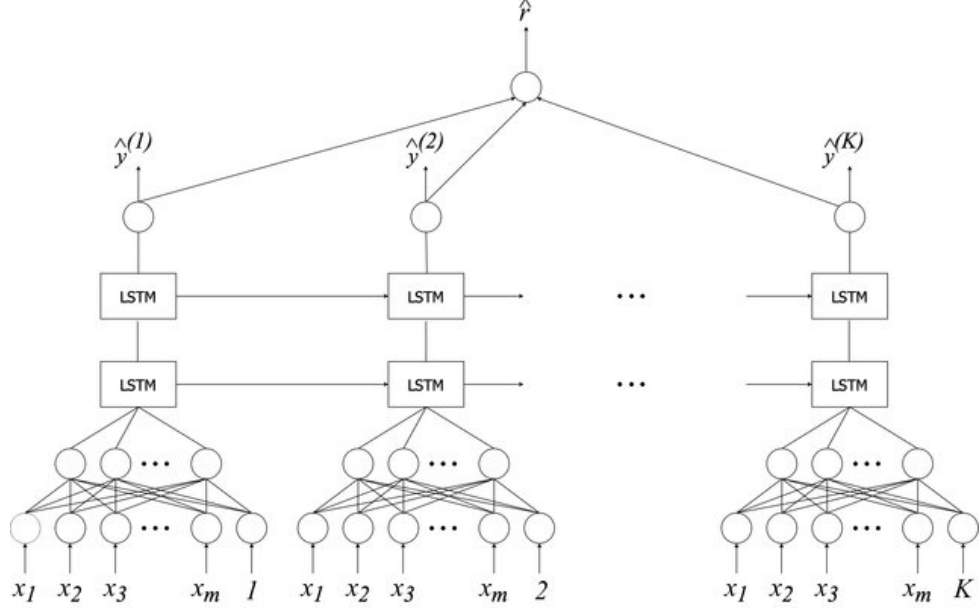 r̂
ŷ(1) ŷ(2) ŷ(K)
LSTM LSTM ... LSTM
LSTM LSTM ... LSTM
... ... ...
... ... ...
x1 x2 x3 xm 1 x1 x2 x3 xm 2 x1 x2 x3 xm K